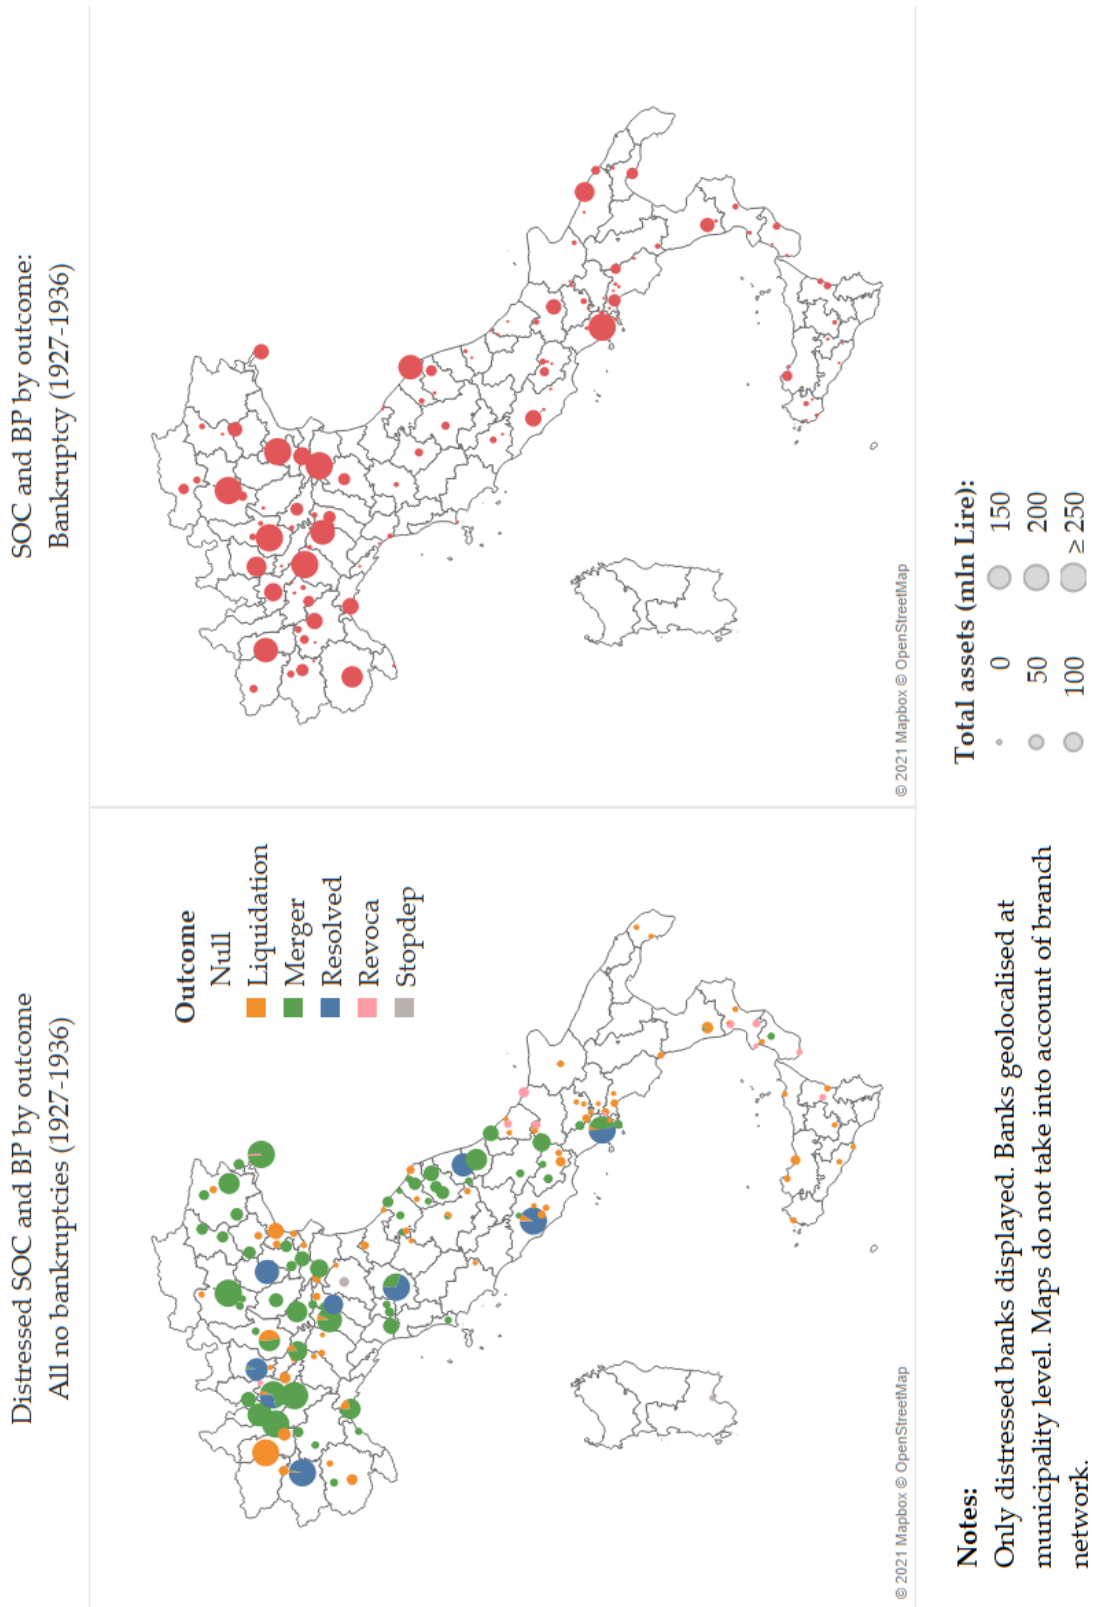 Distressed SOC and BP by outcome
All no bankruptcies (1927-1936)
Outcome
Null
Liquidation
Merger
Resolved
Revoca
Stopdep
© 2021 Mapbox © OpenStreetMap
SOC and BP by outcome:
Bankruptcy (1927-1936)
© 2021 Mapbox © OpenStreetMap
Notes:
Only distressed banks displayed. Banks geolocalised at
municipality level. Maps do not take into account of branch
network.
Total assets (mln Lire):
0 150
50 200
100 ≥ 250